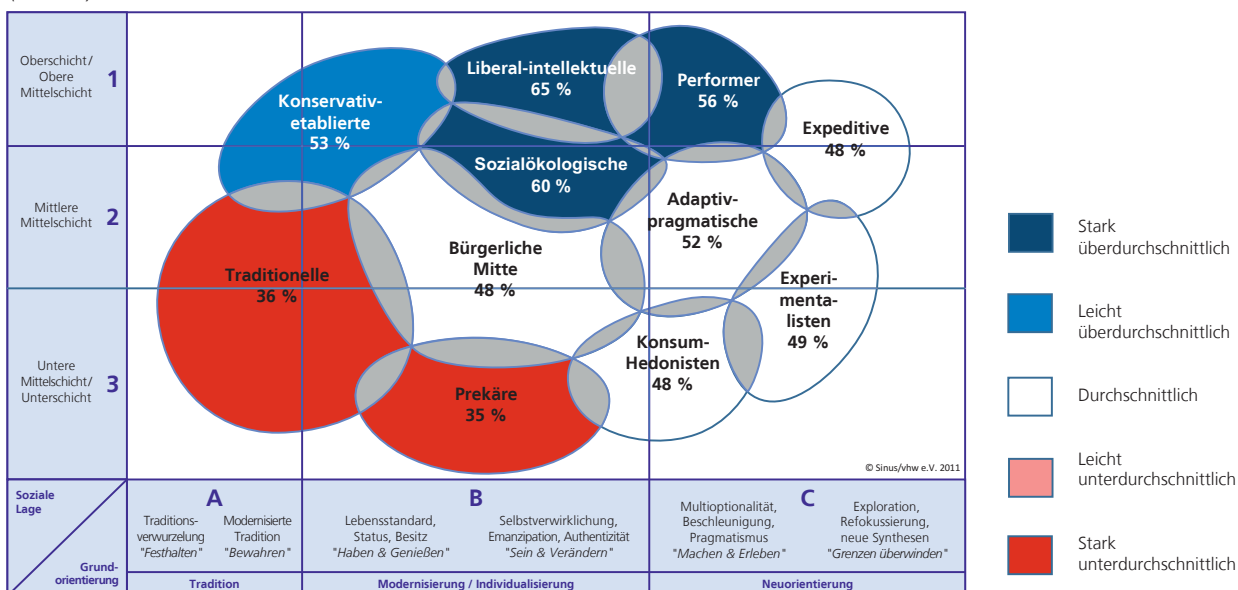 Oberschicht/
Obere
Mittelschicht
1
Mittlere
Mittelschicht
2
Untere
Mittelschicht/
Unterschicht
3
Konservativ-
etablierte
53 %
Liberal-intellektuelle
65 %
Performer
56 %
Expeditive
48 %
Sozialökologische
60 %
Adaptiv-
pragmatische
52 %
Traditionelle
36 %
Bürgerliche
Mitte
48 %
Experi-
menta-
listen
49 %
Konsum-
Hedonisten
48 %
Prekäre
35 %
© Sinus/vhw e.V. 2011
Soziale
Lage
Grund-
orientierung
A
Traditions-
verwurzelung
"Festhalten"
Modernisierte
Tradition
"Bewahren"
B
Lebensstandard,
Status, Besitz
"Haben & Genießen"
Selbstverwirklichung,
Emanzipation, Authentizität
"Sein & Verändern"
C
Multioptionalität,
Beschleunigung,
Pragmatismus
"Machen & Erleben"
Exploration,
Refokussierung,
neue Synthesen
"Grenzen überwinden"
Tradition
Modernisierung / Individualisierung
Neuorientierung
Stark
überdurchschnittlich
Leicht
überdurchschnittlich
Durchschnittlich
Leicht
unterdurchschnittlich
Stark
unterdurchschnittlich